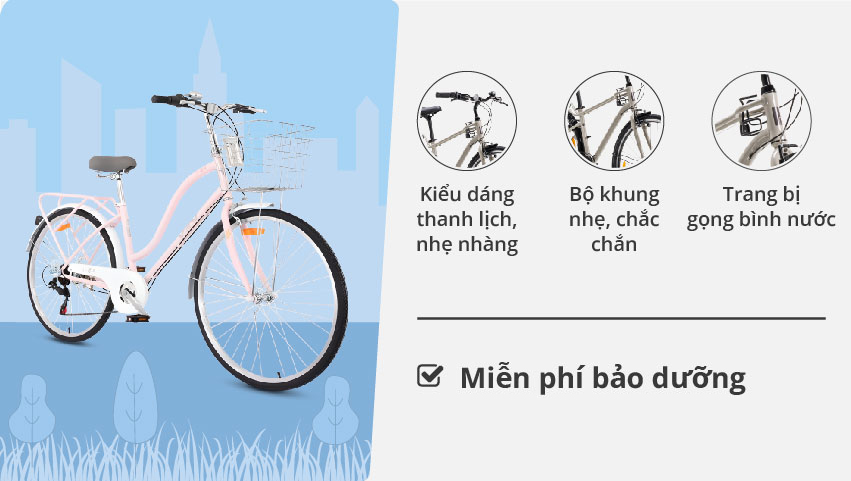 Kiểu dáng
thanh lịch,
nhẹ nhàng
Bộ khung
nhẹ, chắc
chắn
Trang bị
gọng bình nước
Miễn phí bảo dưỡng